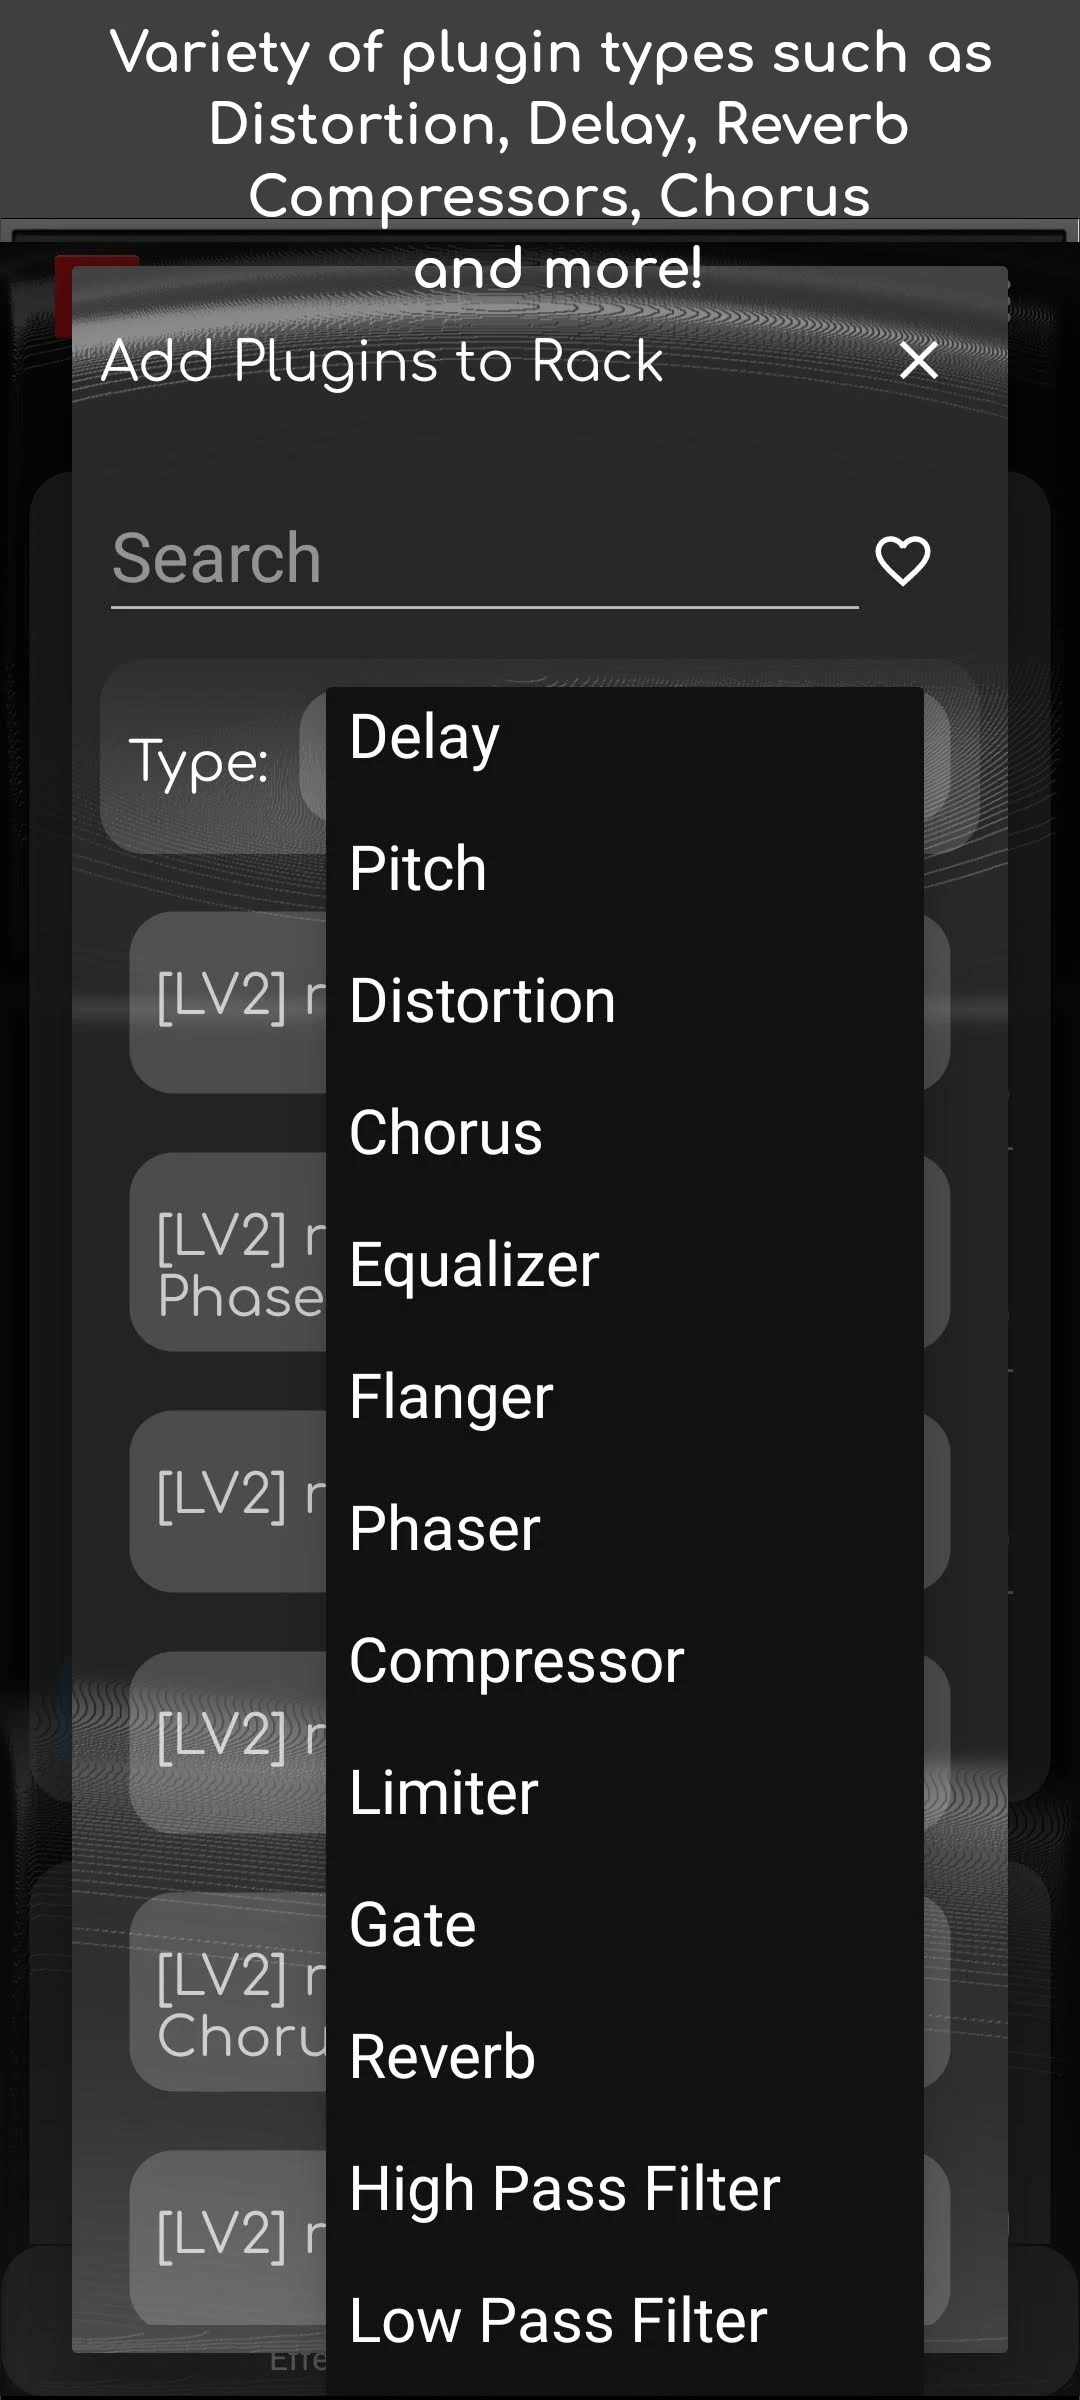 Variety of plugin types such as
Distortion, Delay, Reverb
Compressors, Chorus
and more!
Add Plugins to Rack
Search
Type:
Delay
Pitch
[LV2]
Distortion
Chorus
[LV2]
Equalizer
Flanger
[LV2]
Phaser
Compressor
[LV2]
Limiter
Gate
[LV2]
Reverb
High Pass Filter
[LV2]
Low Pass Filter